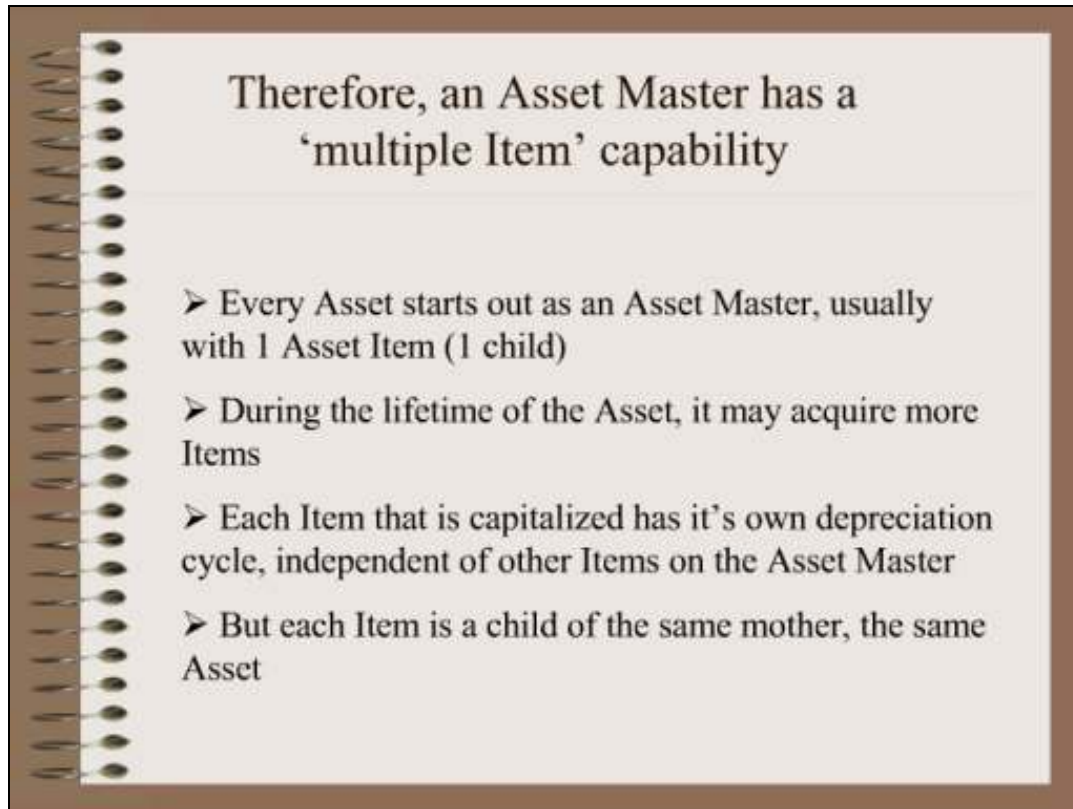 Therefore, an Asset Master has a
‘multiple Item’ capability
➢ Every Asset starts out as an Asset Master, usually
with 1 Asset Item (1 child)
➢ During the lifetime of the Asset, it may acquire more
Items
➢ Each Item that is capitalized has it’s own depreciation
cycle, independent of other Items on the Asset Master
➢ But each Item is a child of the same mother, the same
Asset